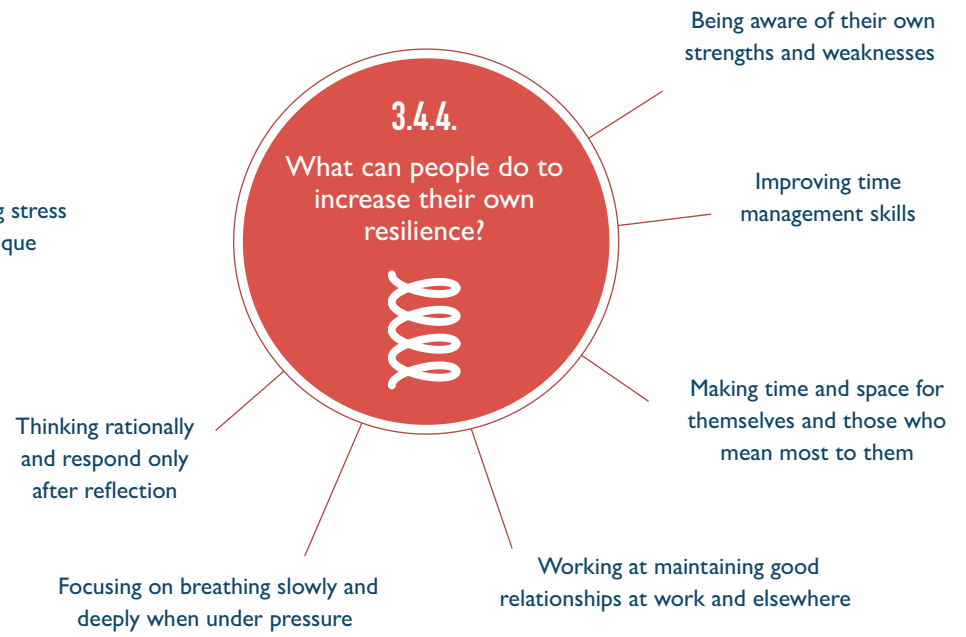 3.4.4.
What can people do to
increase their own
resilience?
Being aware of their own
strengths and weaknesses
Improving time
management skills
Making time and space for
themselves and those who
mean most to them
Working at maintaining good
relationships at work and elsewhere
Focusing on breathing slowly and
deeply when under pressure
Thinking rationally
and respond only
after reflection
stress